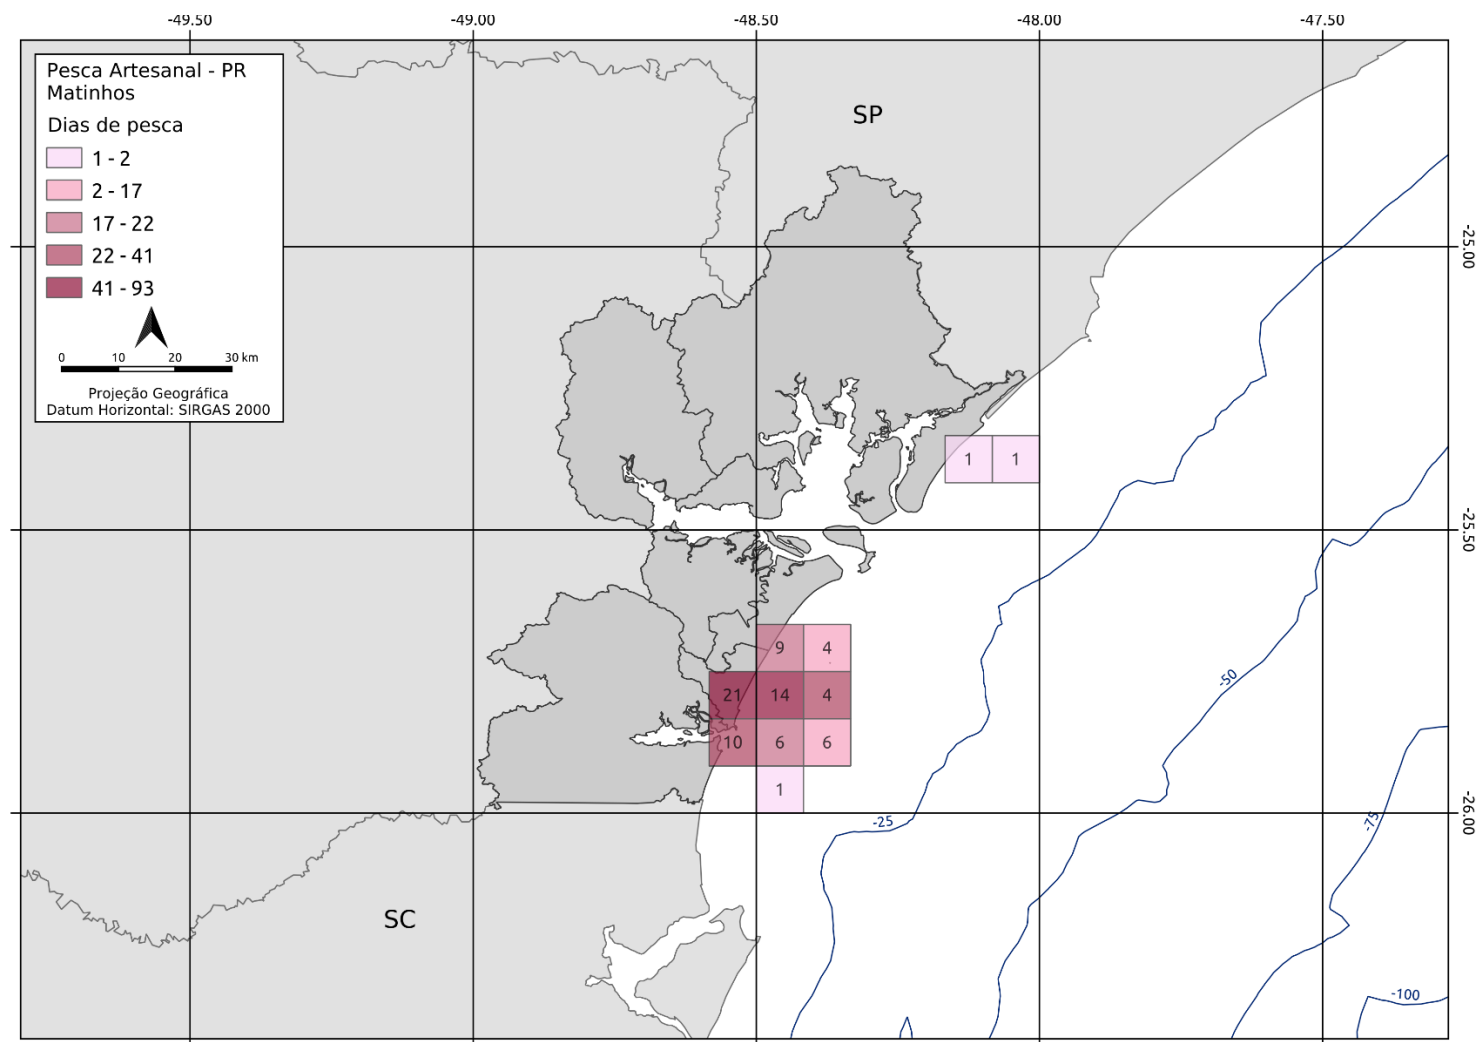 -49.50 -49.00 -48.50 -48.00 -47.50
Pesca Artesanal - PR
Matinhos
Dias de pesca
1 - 2
2 - 17
17 - 22
22 - 41
41 - 93
0 10 20 30 km
Projeção Geográfica
Datum Horizontal: SIRGAS 2000
SP
-25.00
1 1
-25.50
9 4
21 14 4
10 6 6
1
-50
-25
-75
-26.00
SC
-100